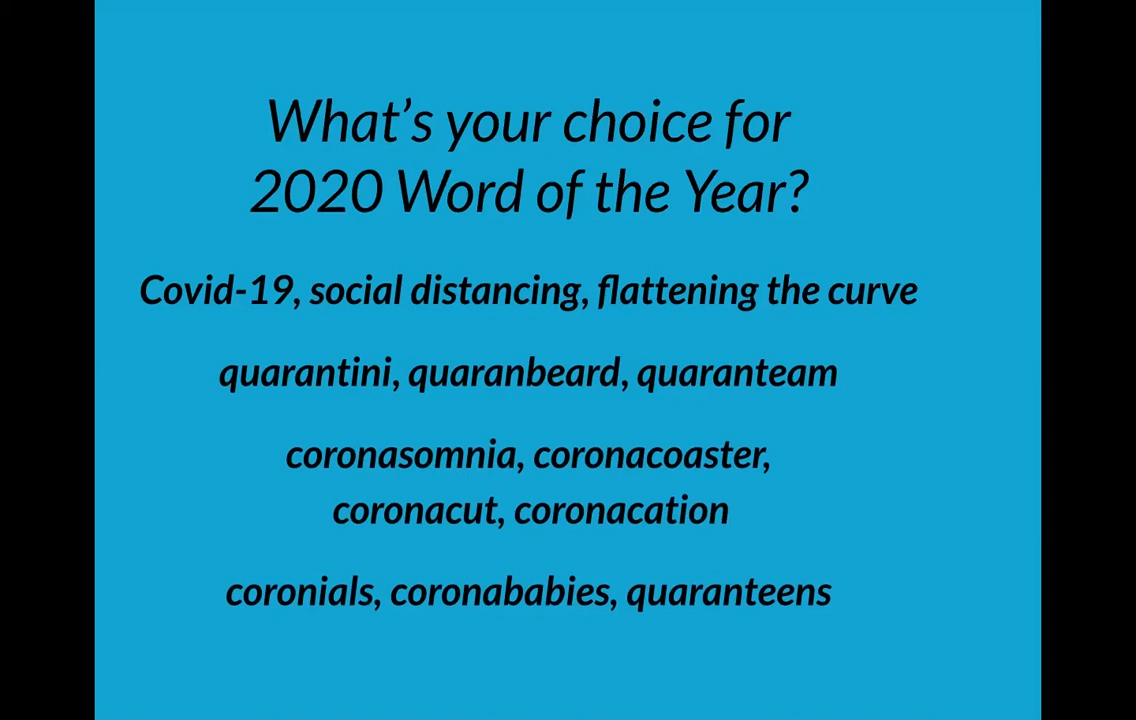 What’s your choice for
2020 Word of the Year?
Covid-19, social distancing, flattening the curve
quarantini, quaranbeard, quaranteam
coronasomnia, coronacoaster,
coronacut, coronacation
coronials, coronababies, quaranteens